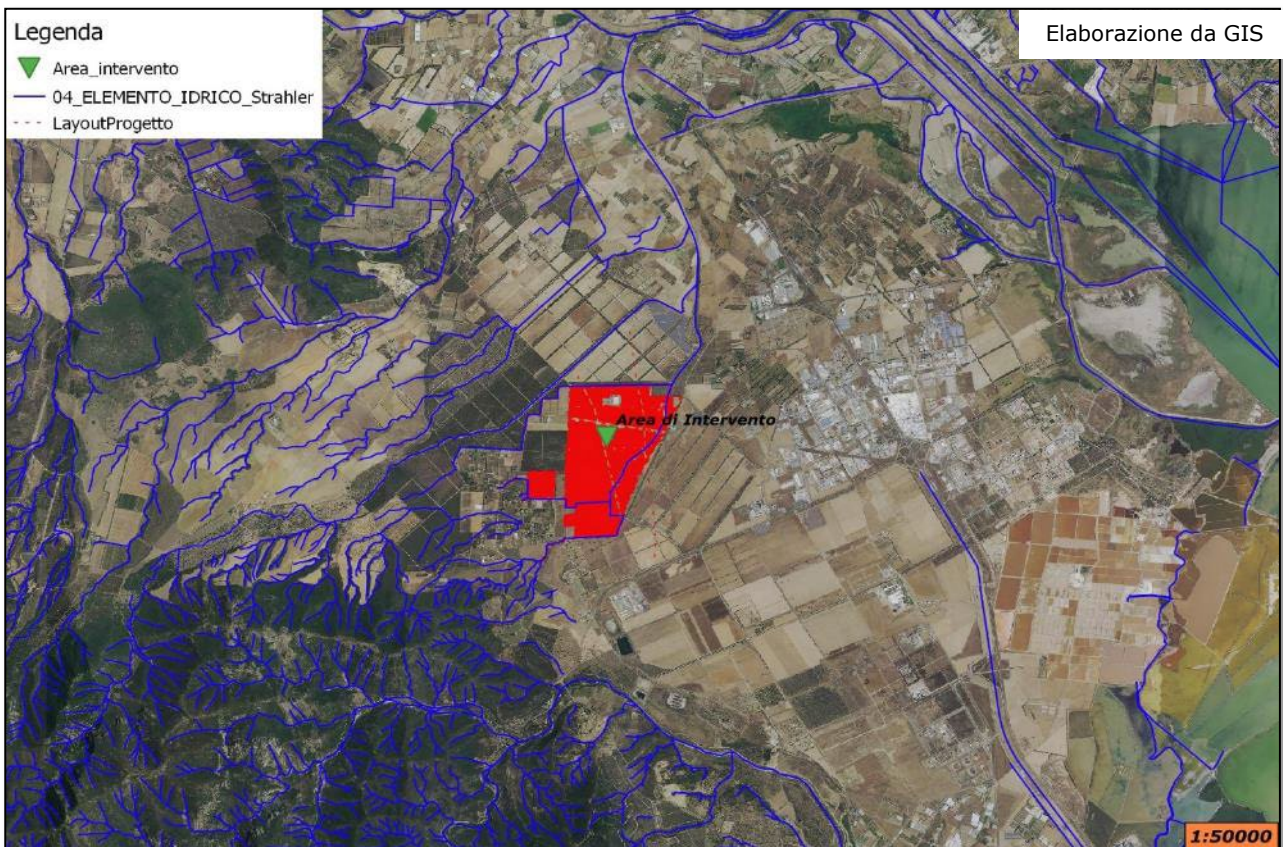 Legenda
Area_intervento
04_ELEMENTO_IDRICO_Strahler
LayoutProgetto
Elaborazione da GIS
Area di Intervento
1:50000